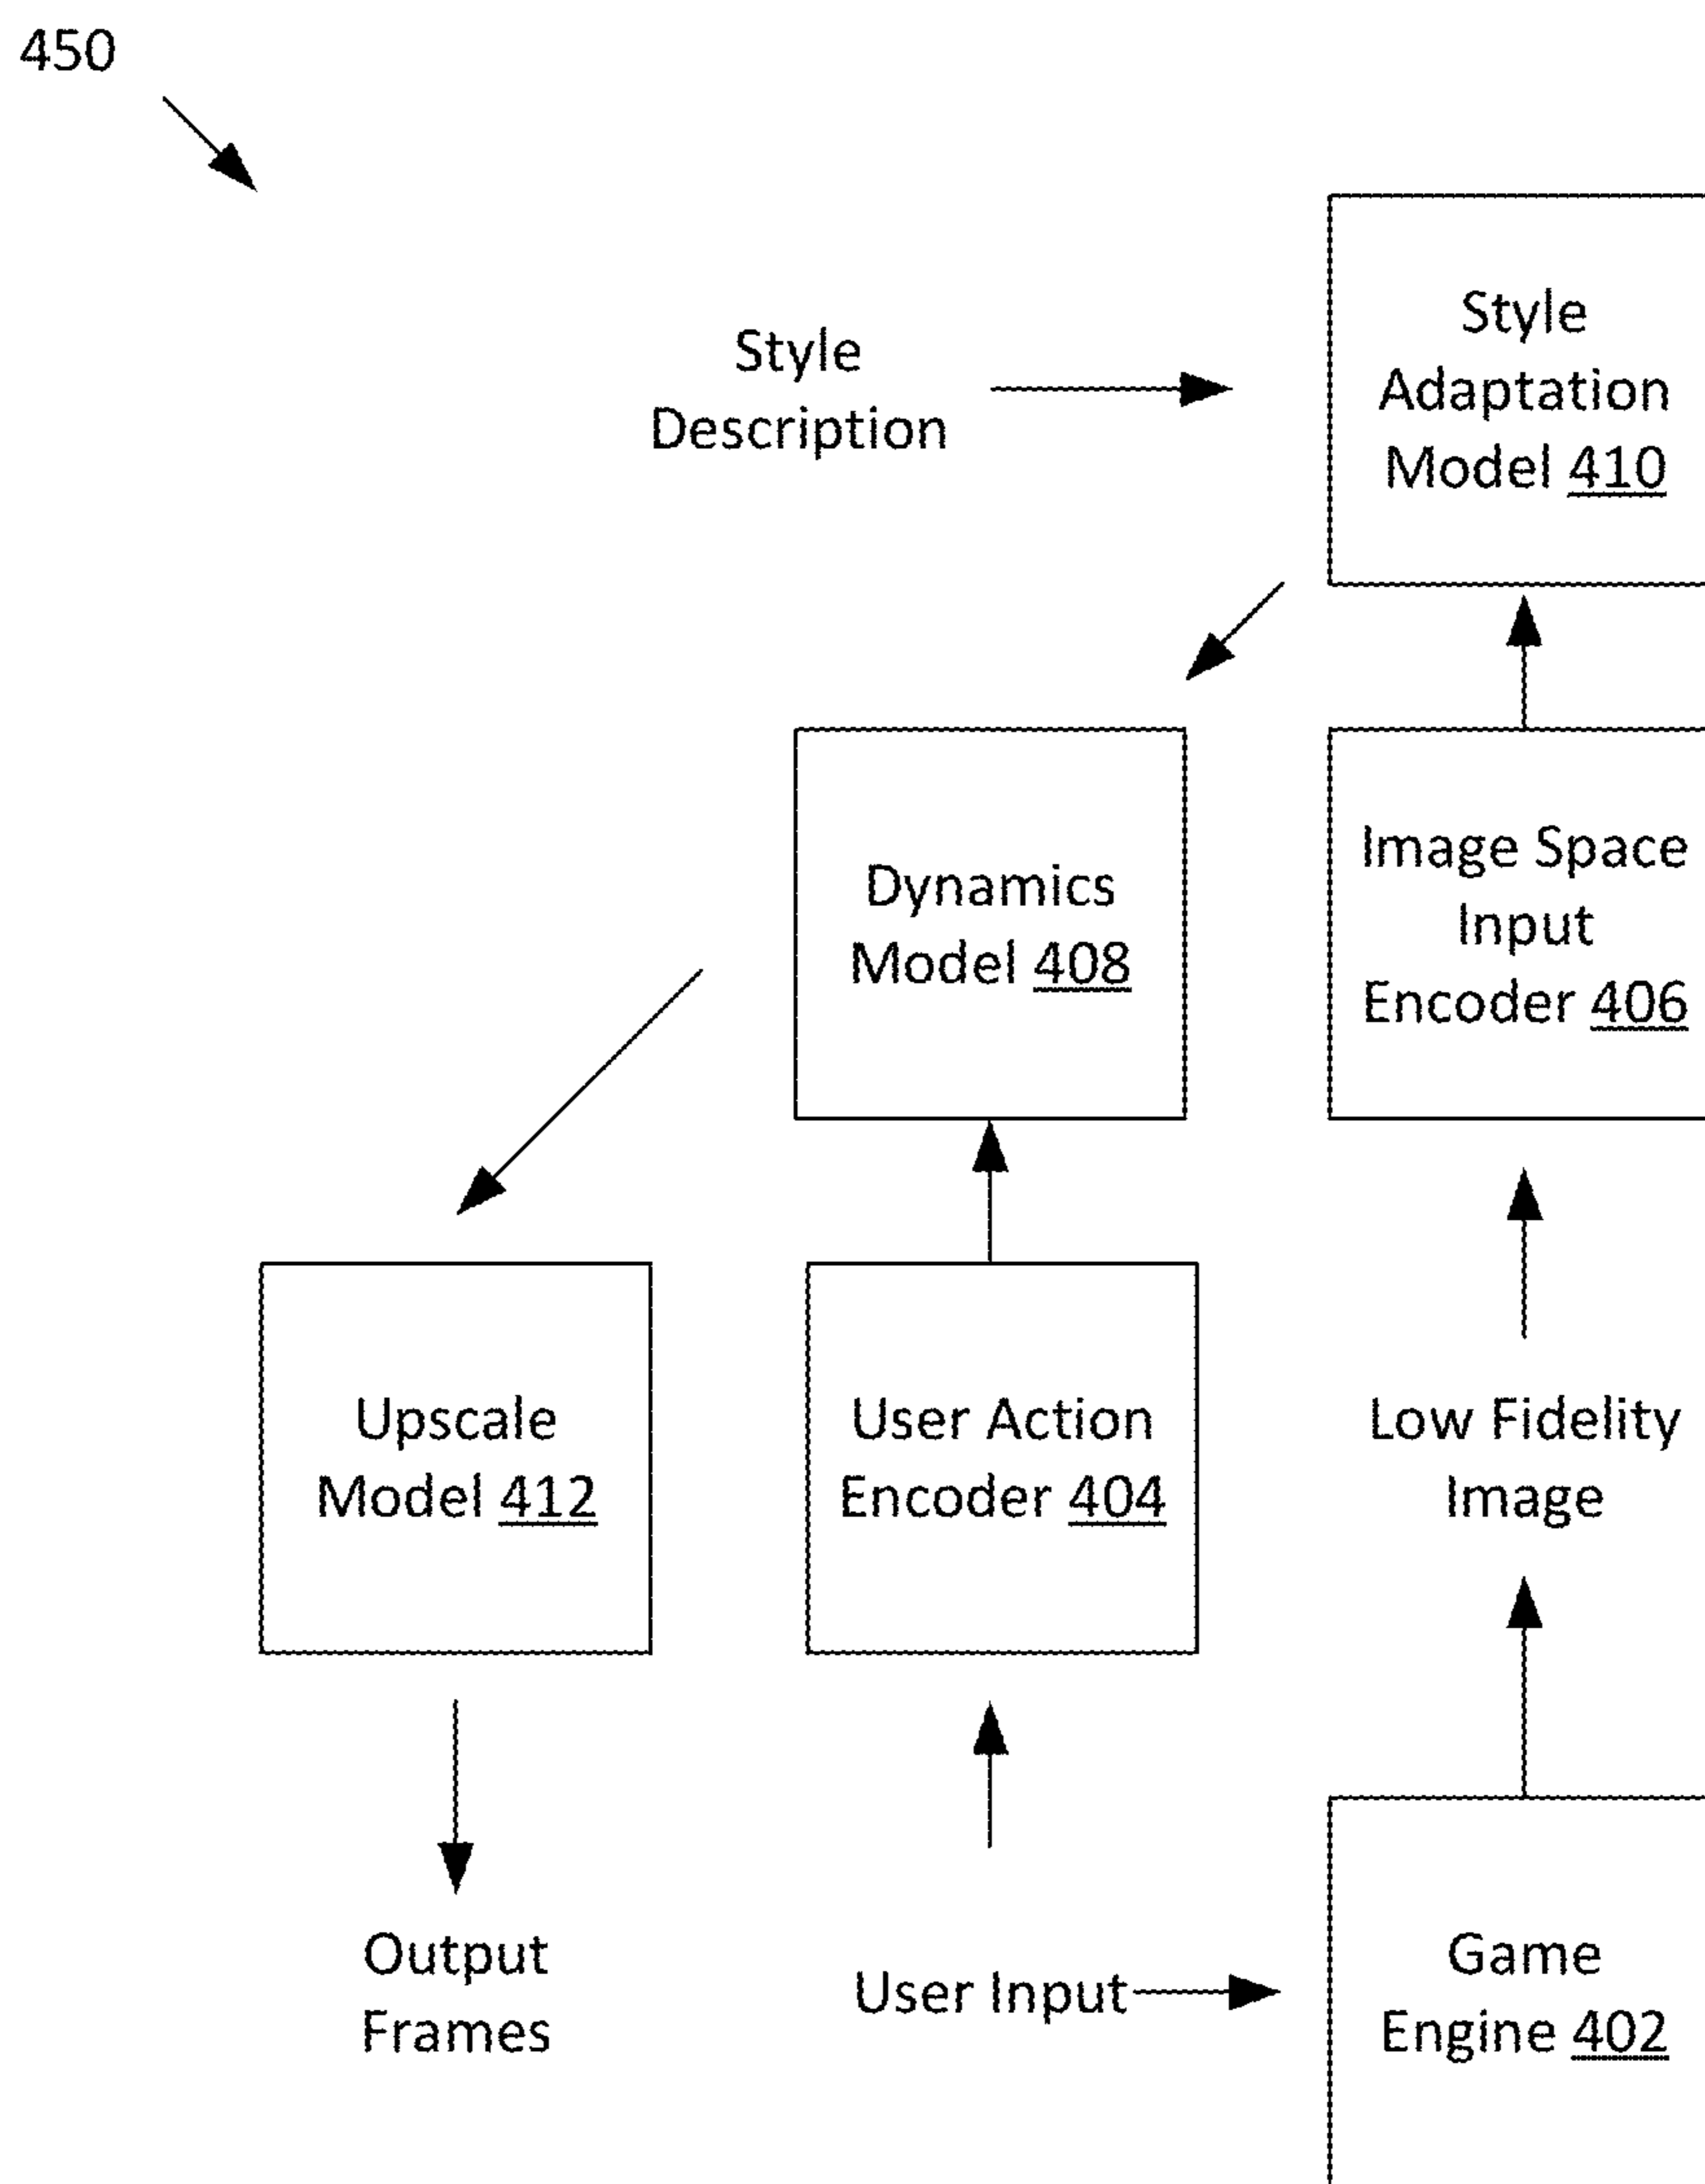 450
Style
Description
Style
Adaptation
Model 410
Dynamics
Model 408
Image Space
Input
Encoder 406
Upscale
Model 412
User Action
Encoder 404
Low Fidelity
Image
Output
Frames
User Input
Game
Engine 402